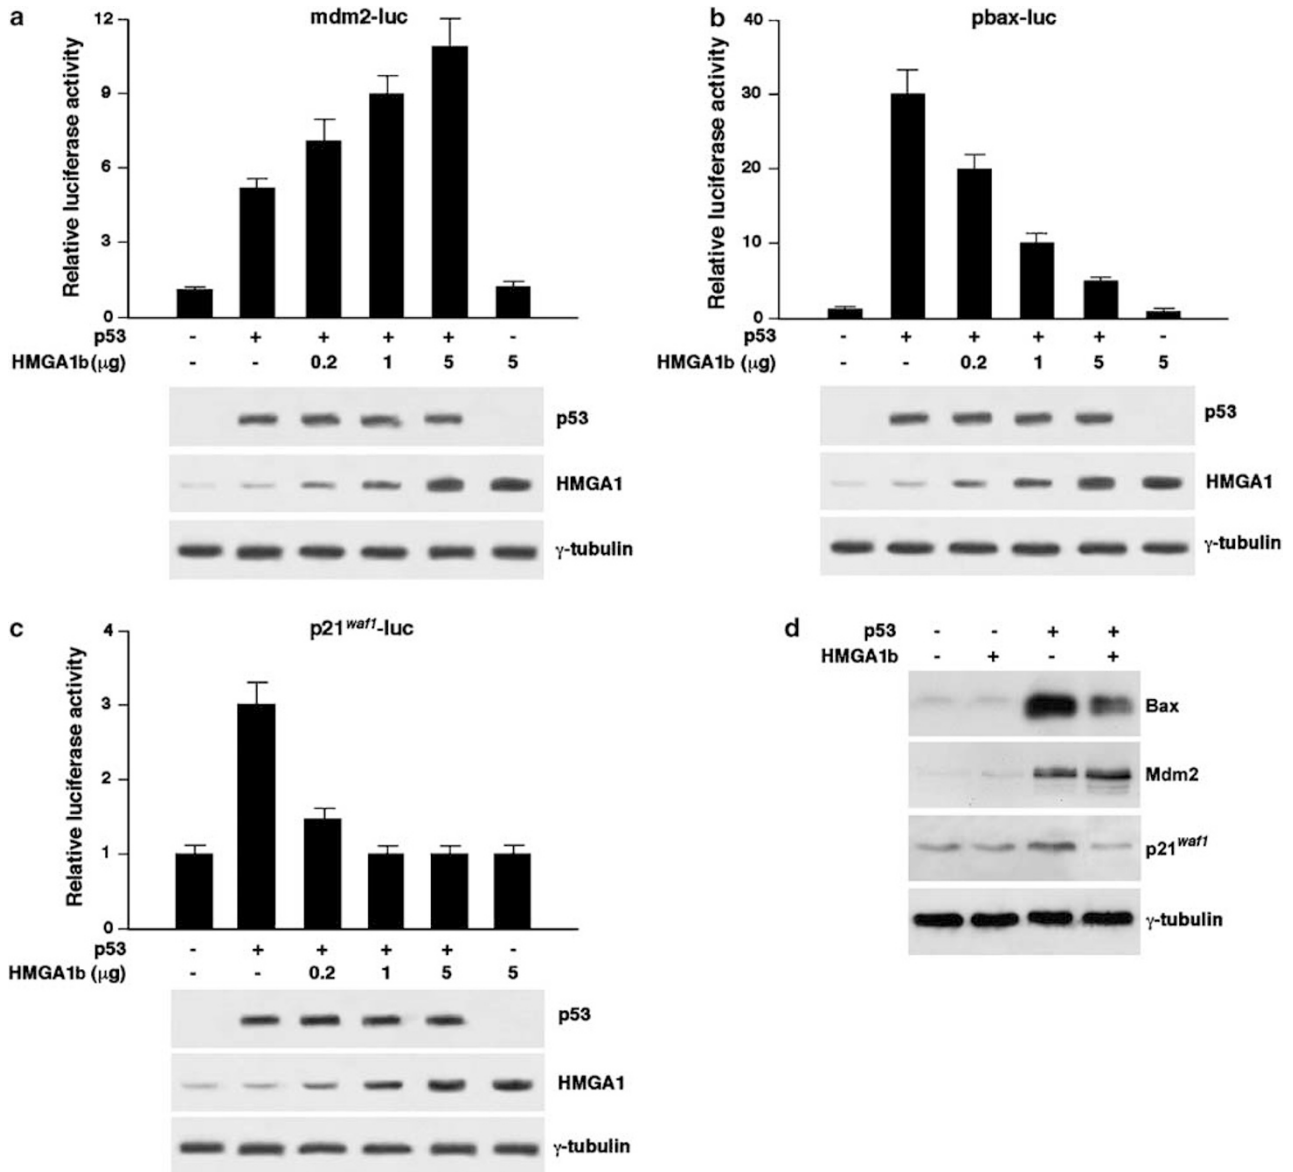 a
mdm2-luc
Relative luciferase activity
12
9
6
3
0
p53 - + + + + -
HMGA1b(μg) - - 0.2 1 5 5
p53
HMGA1
γ-tubulin
b
pbax-luc
Relative luciferase activity
40
30
20
10
0
p53 - + + + + -
HMGA1b (μg) - - 0.2 1 5 5
p53
HMGA1
γ-tubulin
c
p21waf1-luc
Relative luciferase activity
4
3
2
1
0
p53 - + + + + -
HMGA1b (μg) - - 0.2 1 5 5
p53
HMGA1
γ-tubulin
d
p53 - - + +
HMGA1b - + - +
Bax
Mdm2
p21waf1
γ-tubulin